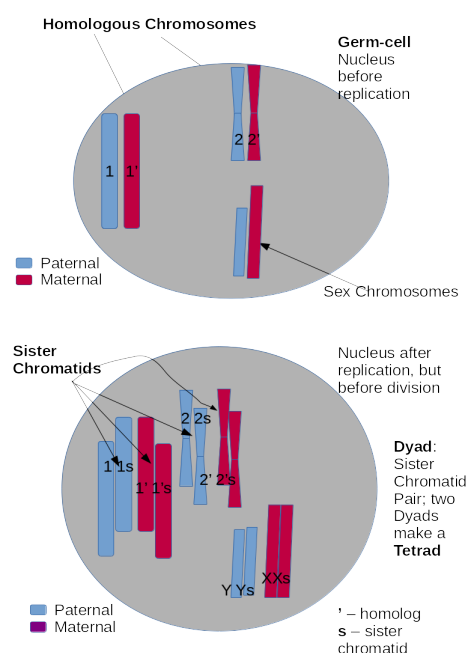 Homologous Chromosomes
Germ-cell
Nucleus
before
replication
2 2'
1 1'
Paternal
Maternal
Sex Chromosomes
Sister
Chromatids
Nucleus after
replication, but
before division
2 2s
Dyad:
Sister
Chromatid
Pair; two
Dyads
make a
Tetrad
1 1s
2' 2's
1' 1's
XXs
Y Ys
Paternal
Maternal
' – homolog
s – sister
chromatid